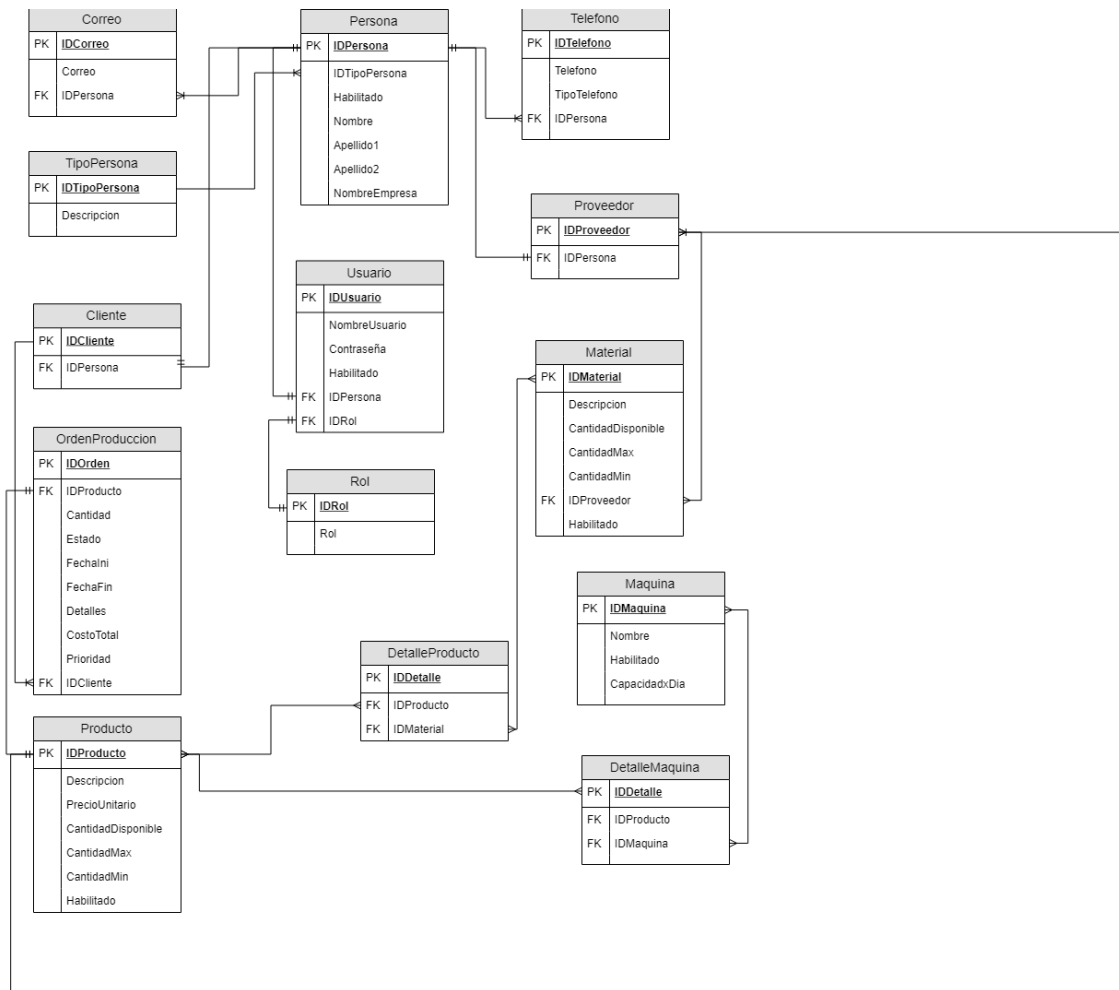 Correo
PK IDCorreo
Correo
FK IDPersona
Persona
PK IDPersona
IDTipoPersona
Habilitado
Nombre
Apellido1
Apellido2
NombreEmpresa
Telefono
PK IDTelefono
Telefono
TipoTelefono
FK IDPersona
TipoPersona
PK IDTipoPersona
Descripcion
Proveedor
PK IDProveedor
FK IDPersona
Usuario
PK IDUsuario
NombreUsuario
Contraseña
Habilitado
FK IDPersona
FK IDRol
Cliente
PK IDCliente
FK IDPersona
Material
PK IDMaterial
Descripcion
CantidadDisponible
CantidadMax
CantidadMin
FK IDProveedor
Habilitado
OrdenProduccion
PK IDOrden
FK IDProducto
Cantidad
Estado
FechaIni
FechaFin
Detalles
CostoTotal
Prioridad
FK IDCliente
Rol
PK IDRol
Rol
Maquina
PK IDMaquina
Nombre
Habilitado
CapacidadxDia
DetalleProducto
PK IDDetalle
FK IDProducto
FK IDMaterial
Producto
PK IDProducto
Descripcion
PrecioUnitario
CantidadDisponible
CantidadMax
CantidadMin
Habilitado
DetalleMaquina
PK IDDetalle
FK IDProducto
FK IDMaquina